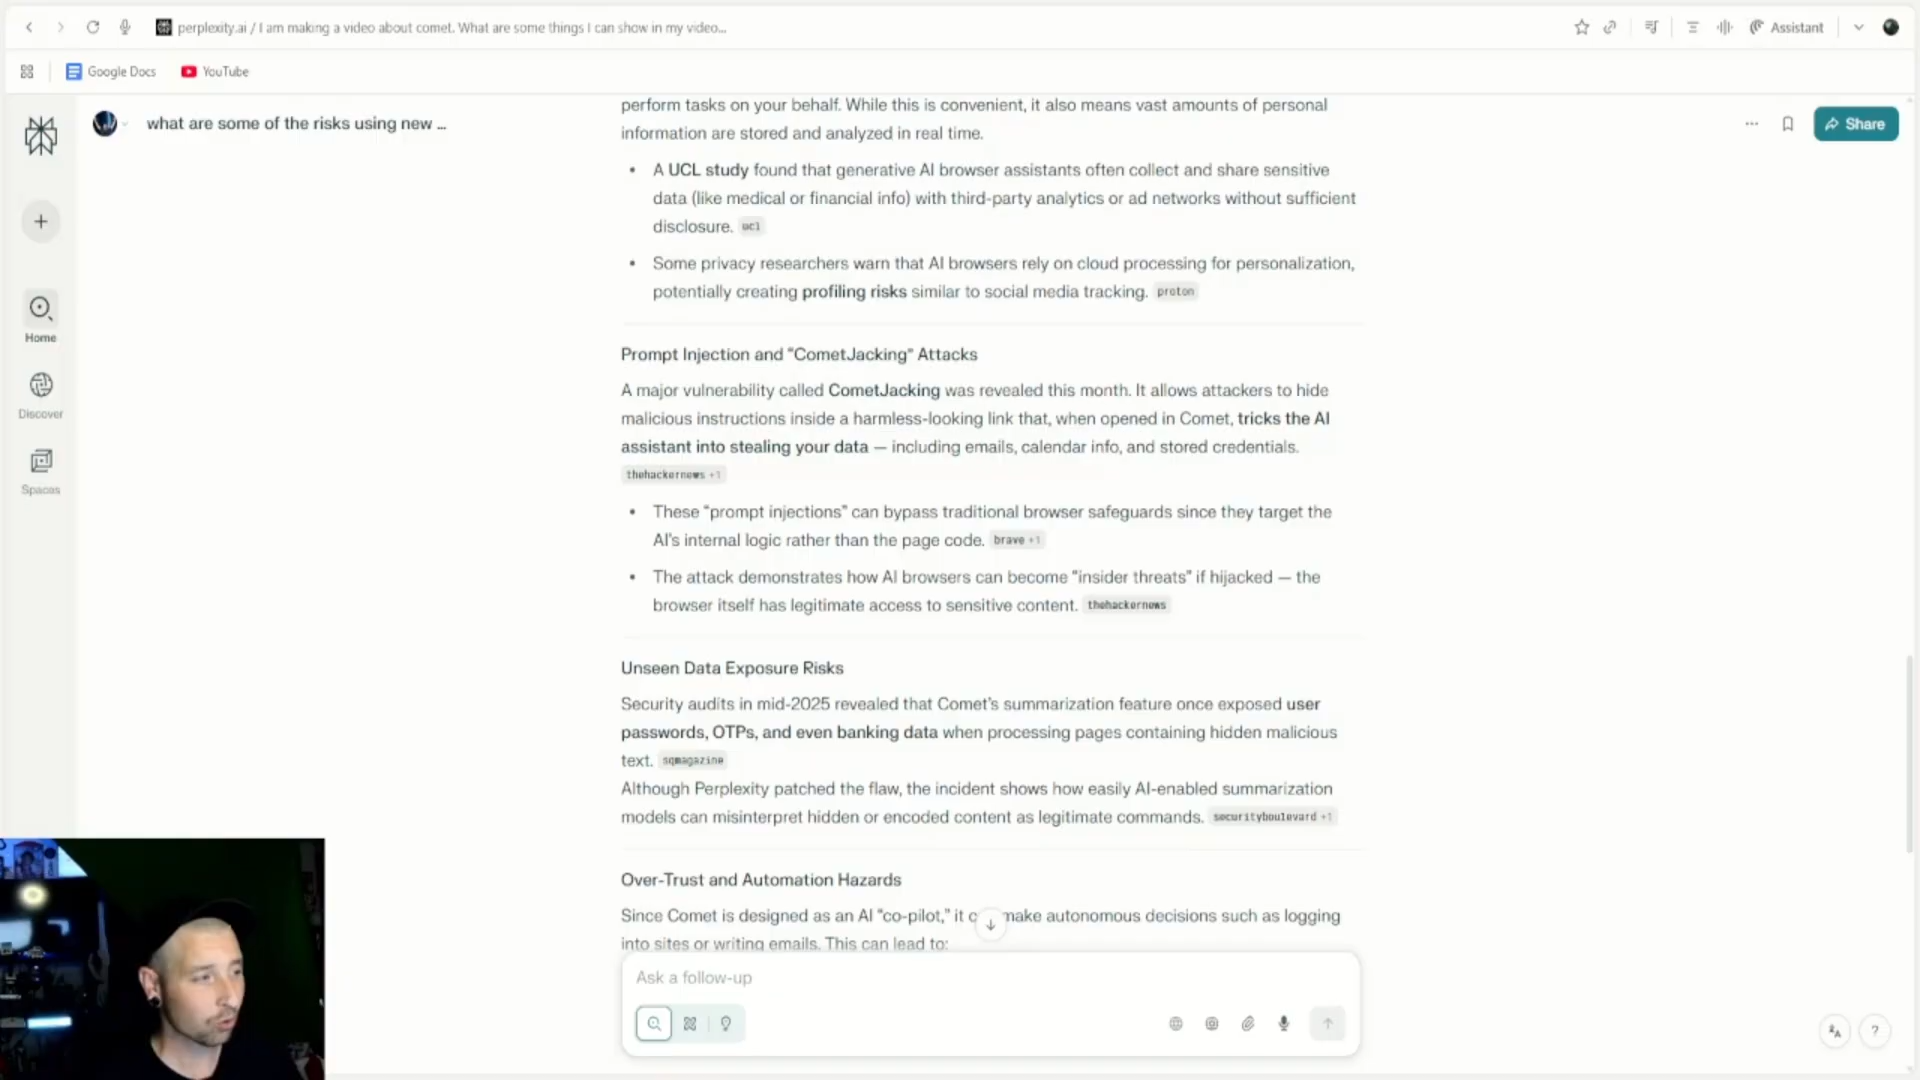 perplexity.ai / I am making a video about comet. What are some things I can show in my video...
Assistant
Google Docs
YouTube
what are some of the risks using new ...
Share
Home
Discover
Spaces
perform tasks on your behalf. While this is convenient, it also means vast amounts of personal
information are stored and analyzed in real time.
• A UCL study found that generative AI browser assistants often collect and share sensitive
data (like medical or financial info) with third-party analytics or ad networks without sufficient
disclosure. ucl
• Some privacy researchers warn that AI browsers rely on cloud processing for personalization,
potentially creating profiling risks similar to social media tracking. proton
Prompt Injection and “CometJacking” Attacks
A major vulnerability called CometJacking was revealed this month. It allows attackers to hide
malicious instructions inside a harmless-looking link that, when opened in Comet, tricks the AI
assistant into stealing your data — including emails, calendar info, and stored credentials.
thehackernews +1
• These “prompt injections” can bypass traditional browser safeguards since they target the
AI’s internal logic rather than the page code. brave +1
• The attack demonstrates how AI browsers can become “insider threats” if hijacked — the
browser itself has legitimate access to sensitive content. thehackernews
Unseen Data Exposure Risks
Security audits in mid-2025 revealed that Comet’s summarization feature once exposed user
passwords, OTPs, and even banking data when processing pages containing hidden malicious
text. sqmagazine
Although Perplexity patched the flaw, the incident shows how easily AI-enabled summarization
models can misinterpret hidden or encoded content as legitimate commands. securityboulevard +1
Over-Trust and Automation Hazards
Since Comet is designed as an AI “co-pilot,” it c make autonomous decisions such as logging
into sites or writing emails. This can lead to:
Ask a follow-up